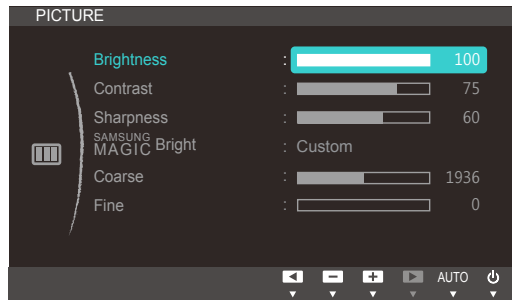 PICTURE
Brightness : 100
Contrast : 75
Sharpness : 60
SAMSUNG
MAGIC Bright : Custom
Coarse : 1936
Fine : 0
AUTO